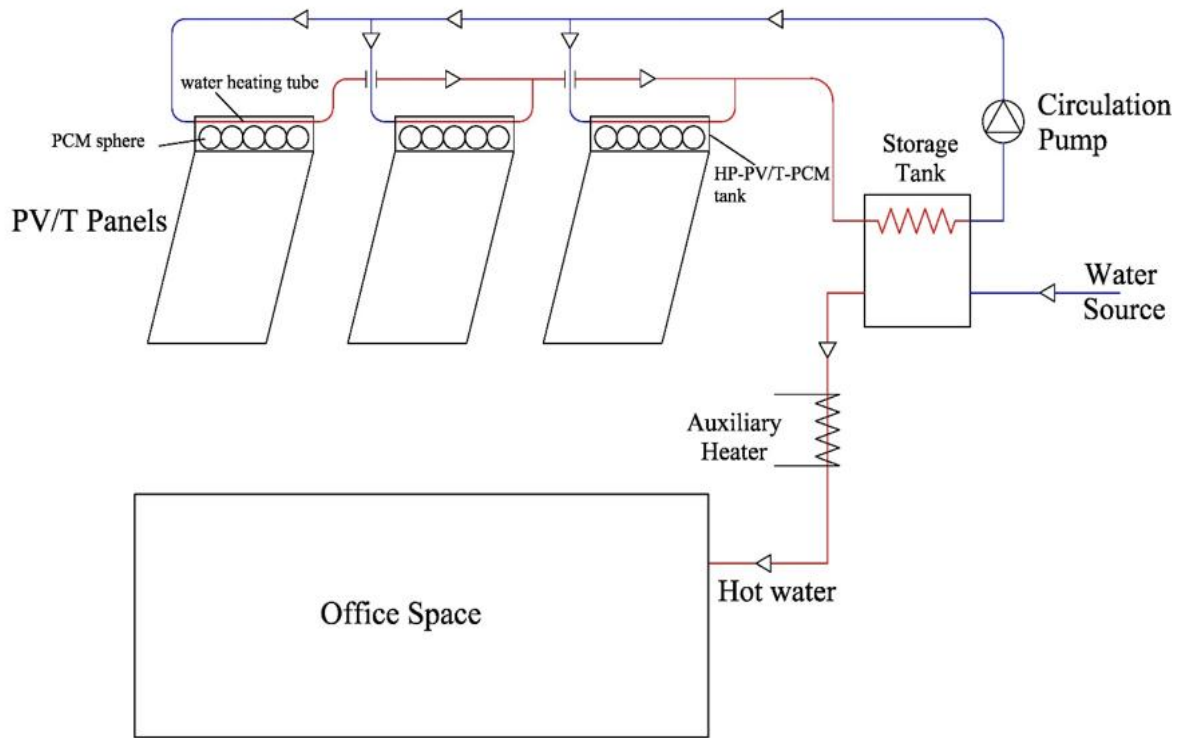 water heating tube
PCM sphere
PV/T Panels
HP-PV/T-PCM
tank
Storage
Tank
Circulation
Pump
Water
Source
Auxiliary
Heater
Hot water
Office Space